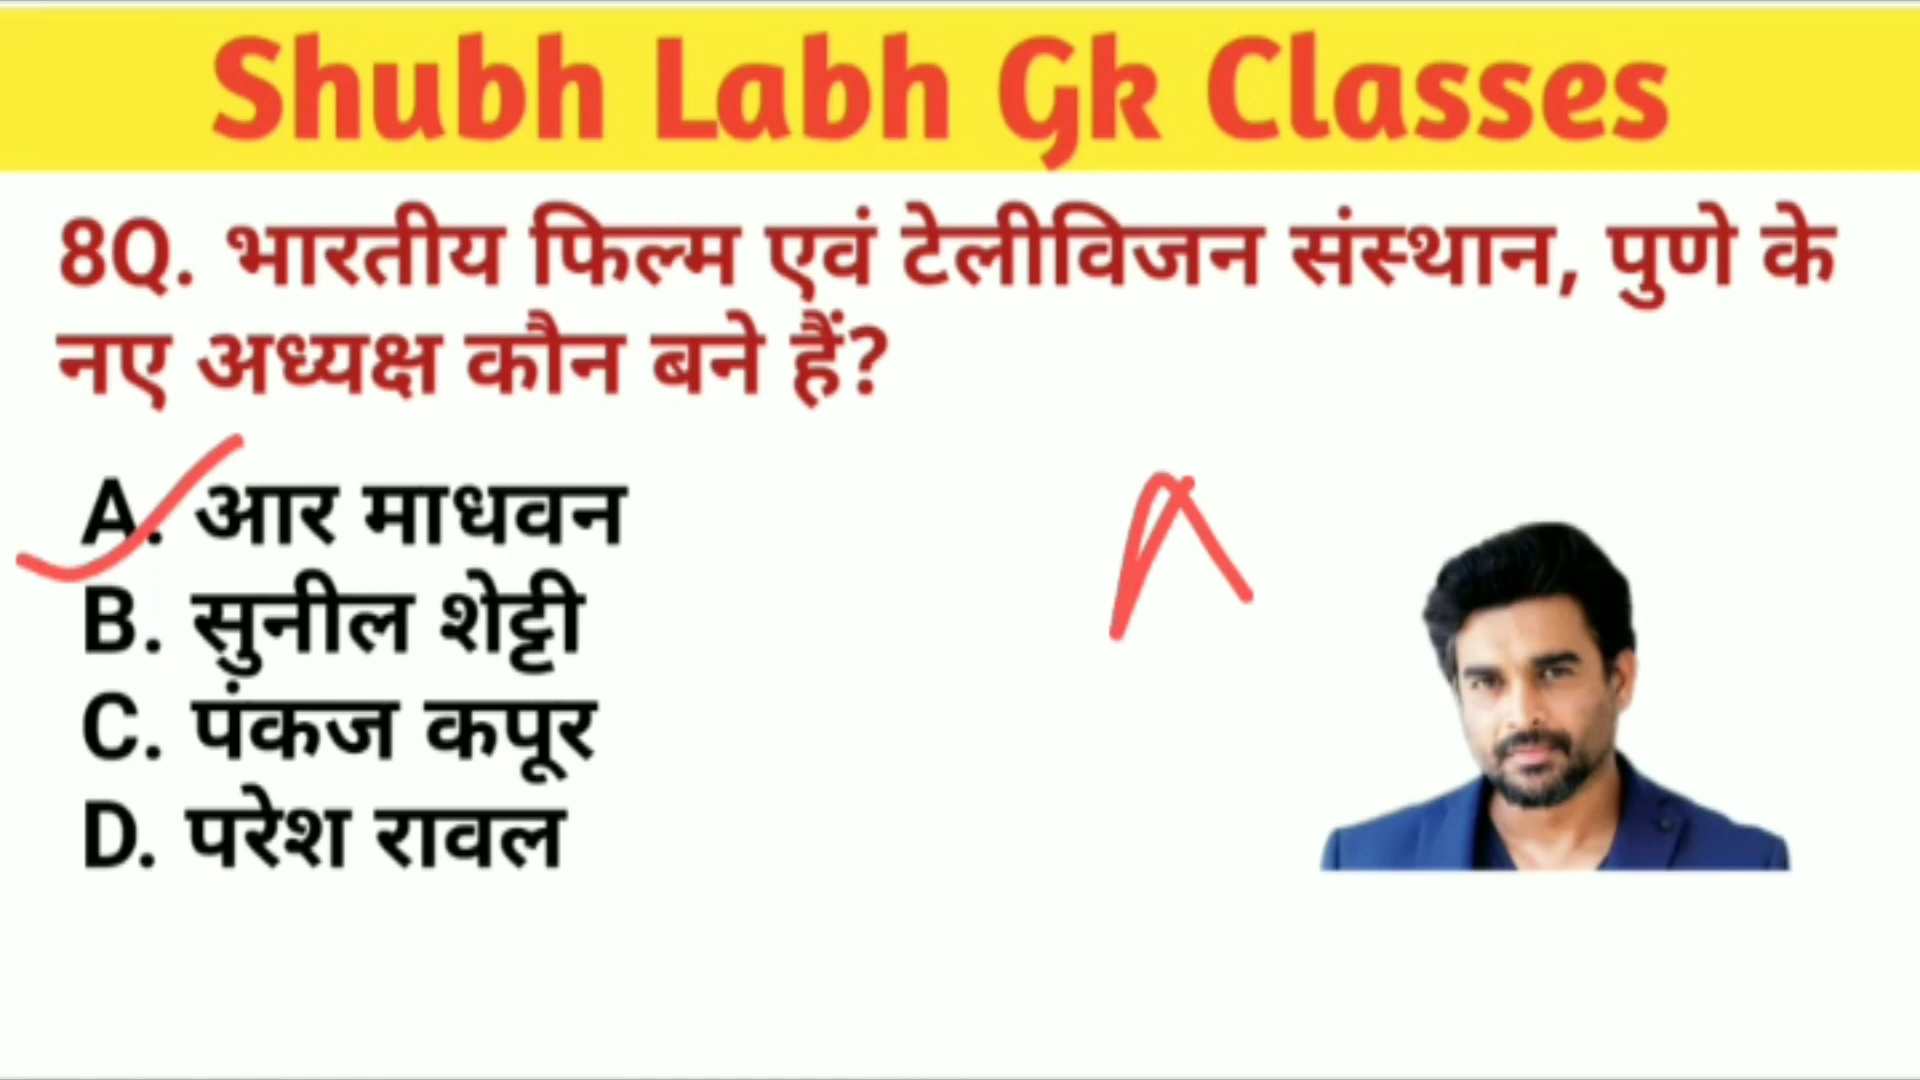 Shubh Labh Gk Classes
8Q. भारतीय फिल्म एवं टेलीविजन संस्थान, पुणे के
नए अध्यक्ष कौन बने हैं?
A. आर माधवन
A
B. सुनील शेट्टी
C. पंकज कपूर
D. परेश रावल